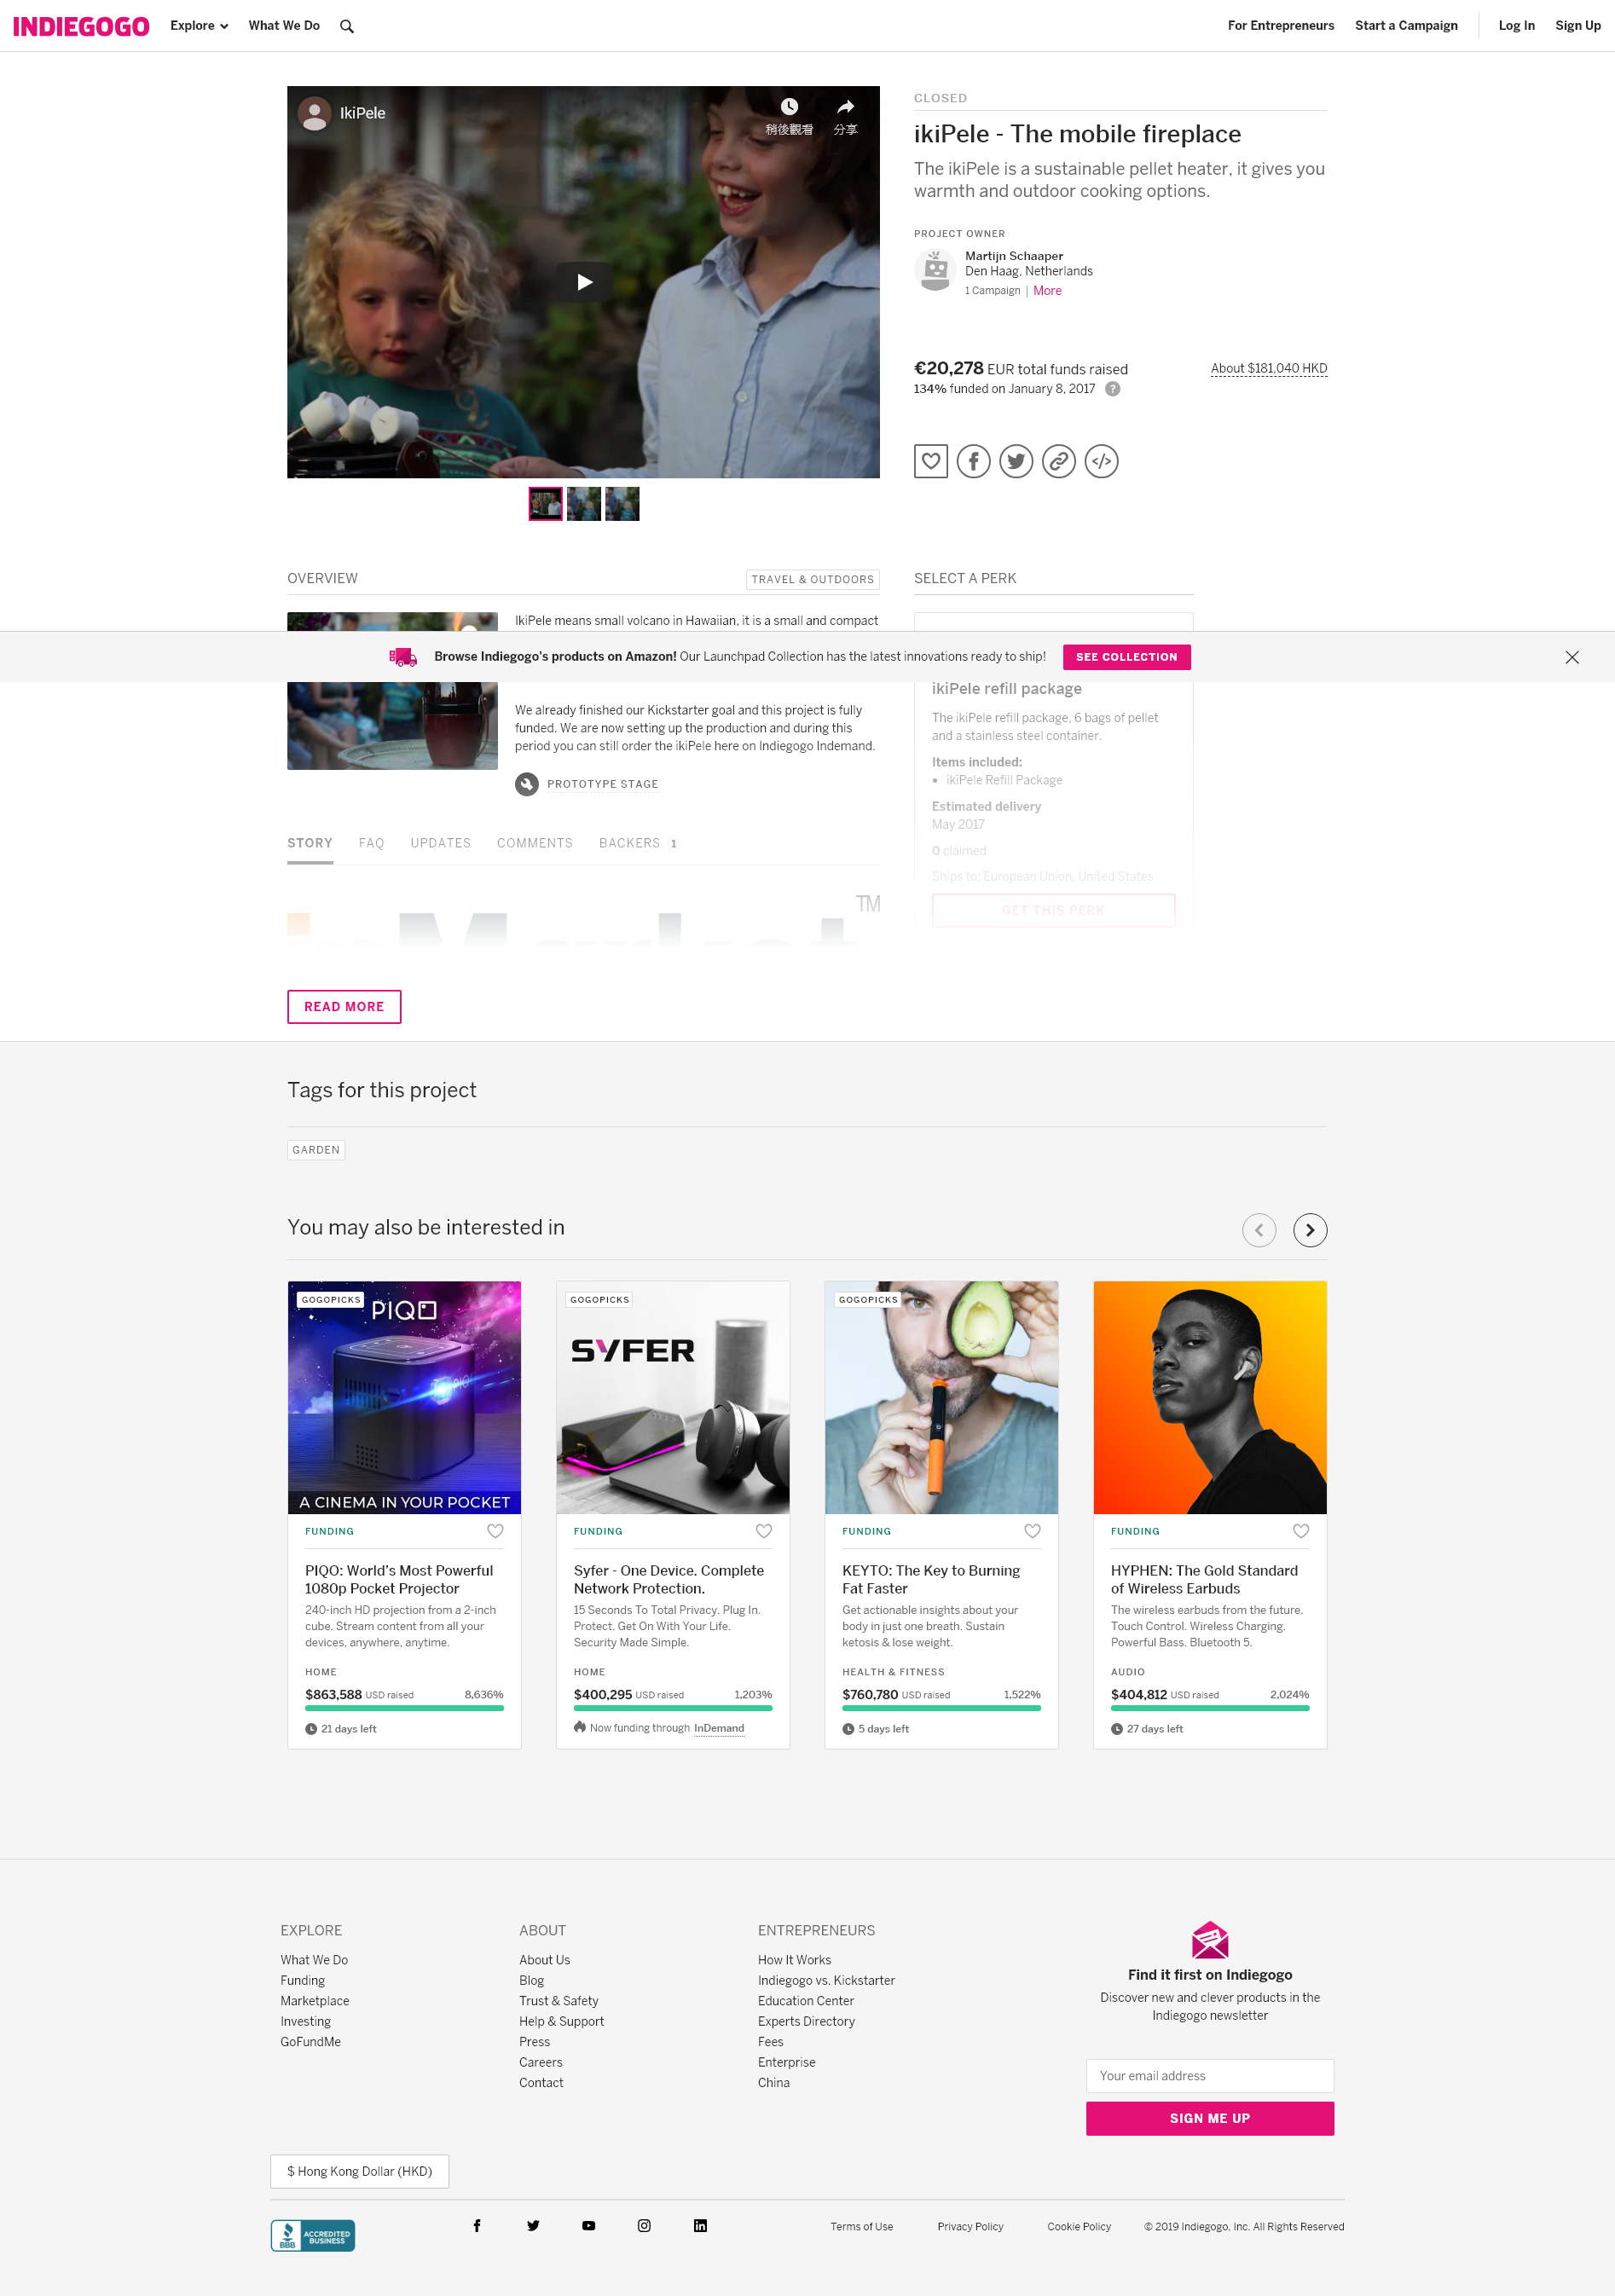 INDIEGOGO
Explore
What We Do
For Entrepreneurs
Start a Campaign
Log In
Sign Up
IkiPele
稍後觀看
分享
CLOSED
ikiPele - The mobile fireplace
The ikiPele is a sustainable pellet heater, it gives you
warmth and outdoor cooking options.
PROJECT OWNER
Martijn Schaaper
Den Haag, Netherlands
1 Campaign | More
€20,278 EUR total funds raised
About $181,040 HKD
134% funded on January 8, 2017 ?
OVERVIEW
TRAVEL & OUTDOORS
IkiPele means small volcano in Hawaiian, it is a small and compact
SELECT A PERK
Browse Indiegogo's products on Amazon! Our Launchpad Collection has the latest innovations ready to ship!
SEE COLLECTION
We already finished our Kickstarter goal and this project is fully
funded. We are now setting up the production and during this
period you can still order the ikiPele here on Indiegogo Indemand.
PROTOTYPE STAGE
ikiPele refill package
The ikiPele refill package, 6 bags of pellet
and a stainless steel container.
Items included:
• ikiPele Refill Package
Estimated delivery
May 2017
0 claimed
Ships to: European Union, United States
GET THIS PERK
STORY
FAQ
UPDATES
COMMENTS
BACKERS 1
TM
READ MORE
Tags for this project
GARDEN
You may also be interested in
GOGOPICKS
PIQO
A CINEMA IN YOUR POCKET
FUNDING
PIQO: World's Most Powerful
1080p Pocket Projector
240-inch HD projection from a 2-inch
cube. Stream content from all your
devices, anywhere, anytime.
HOME
$863,588 USD raised
8,636%
21 days left
GOGOPICKS
SYFER
FUNDING
Syfer - One Device. Complete
Network Protection.
15 Seconds To Total Privacy. Plug In.
Protect. Get On With Your Life.
Security Made Simple.
HOME
$400,295 USD raised
1,203%
Now funding through InDemand
GOGOPICKS
FUNDING
KEYTO: The Key to Burning
Fat Faster
Get actionable insights about your
body in just one breath. Sustain
ketosis & lose weight.
HEALTH & FITNESS
$760,780 USD raised
1,522%
5 days left
FUNDING
HYPHEN: The Gold Standard
of Wireless Earbuds
The wireless earbuds from the future.
Touch Control. Wireless Charging.
Powerful Bass. Bluetooth 5.
AUDIO
$404,812 USD raised
2,024%
27 days left
EXPLORE
What We Do
Funding
Marketplace
Investing
GoFundMe
ABOUT
About Us
Blog
Trust & Safety
Help & Support
Press
Careers
Contact
ENTREPRENEURS
How It Works
Indiegogo vs. Kickstarter
Education Center
Experts Directory
Fees
Enterprise
China
Find it first on Indiegogo
Discover new and clever products in the
Indiegogo newsletter
Your email address
SIGN ME UP
$ Hong Kong Dollar (HKD)
BBB
ACCREDITED
BUSINESS
Terms of Use
Privacy Policy
Cookie Policy
© 2019 Indiegogo, Inc. All Rights Reserved